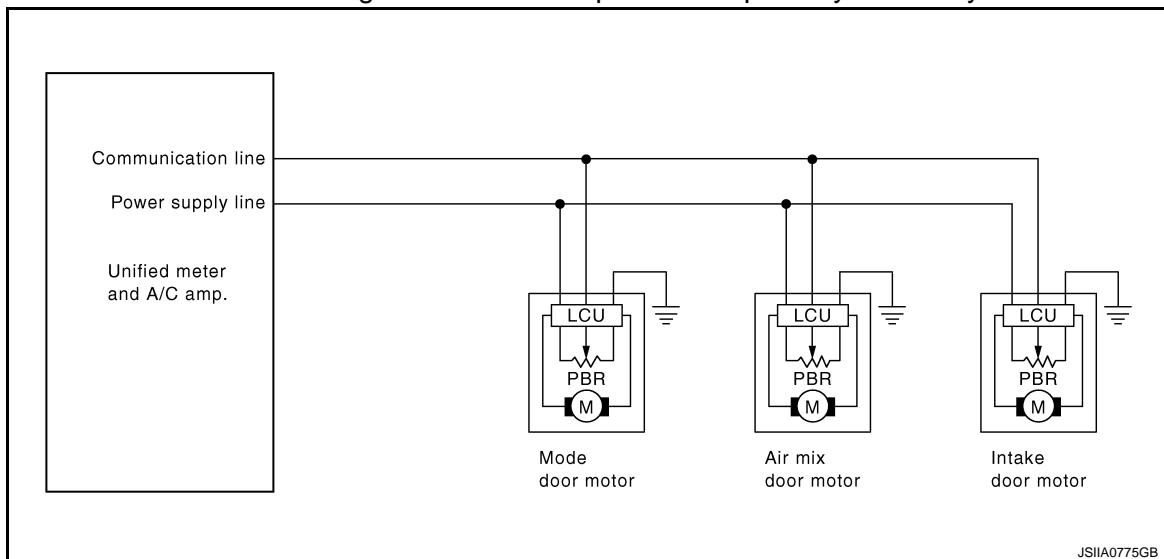 Communication line
Power supply line
Unified meter
and A/C amp.
LCU
PBR
M
Mode
door motor
LCU
PBR
M
Air mix
door motor
LCU
PBR
M
Intake
door motor
JSIIA0775GB